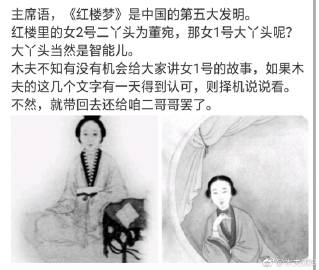 主席语，《红楼梦》是中国的第五大发明。
红楼里的女2号二丫头为董宛，那女1号大丫头呢？
大丫头当然是智能儿。
木夫不知有没有机会给大家讲女1号的故事，如果木
夫的这几个文字有一天得到认可，则择机说说看。
不然，就带回去还给咱二哥哥罢了。